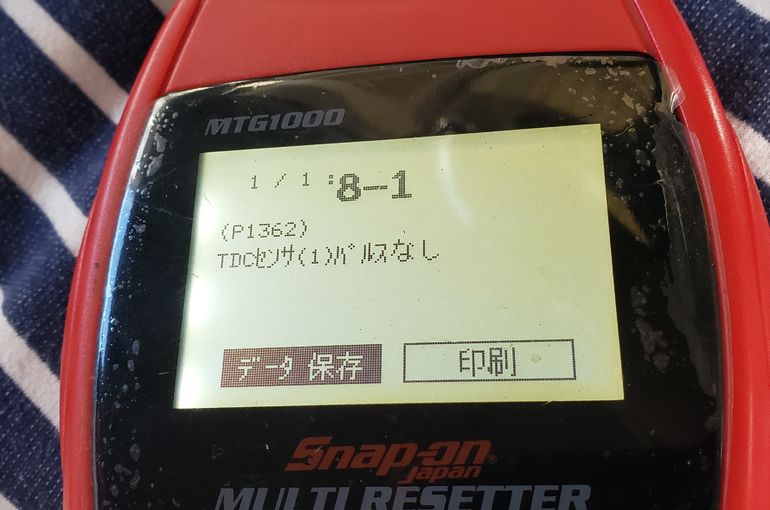 MTG1000
1 / 1 :8-1
(P1362)
TDCセンサ(1)パルスなし
データ 保存 印刷
Snap-on
Japan
MULTI RESETTER